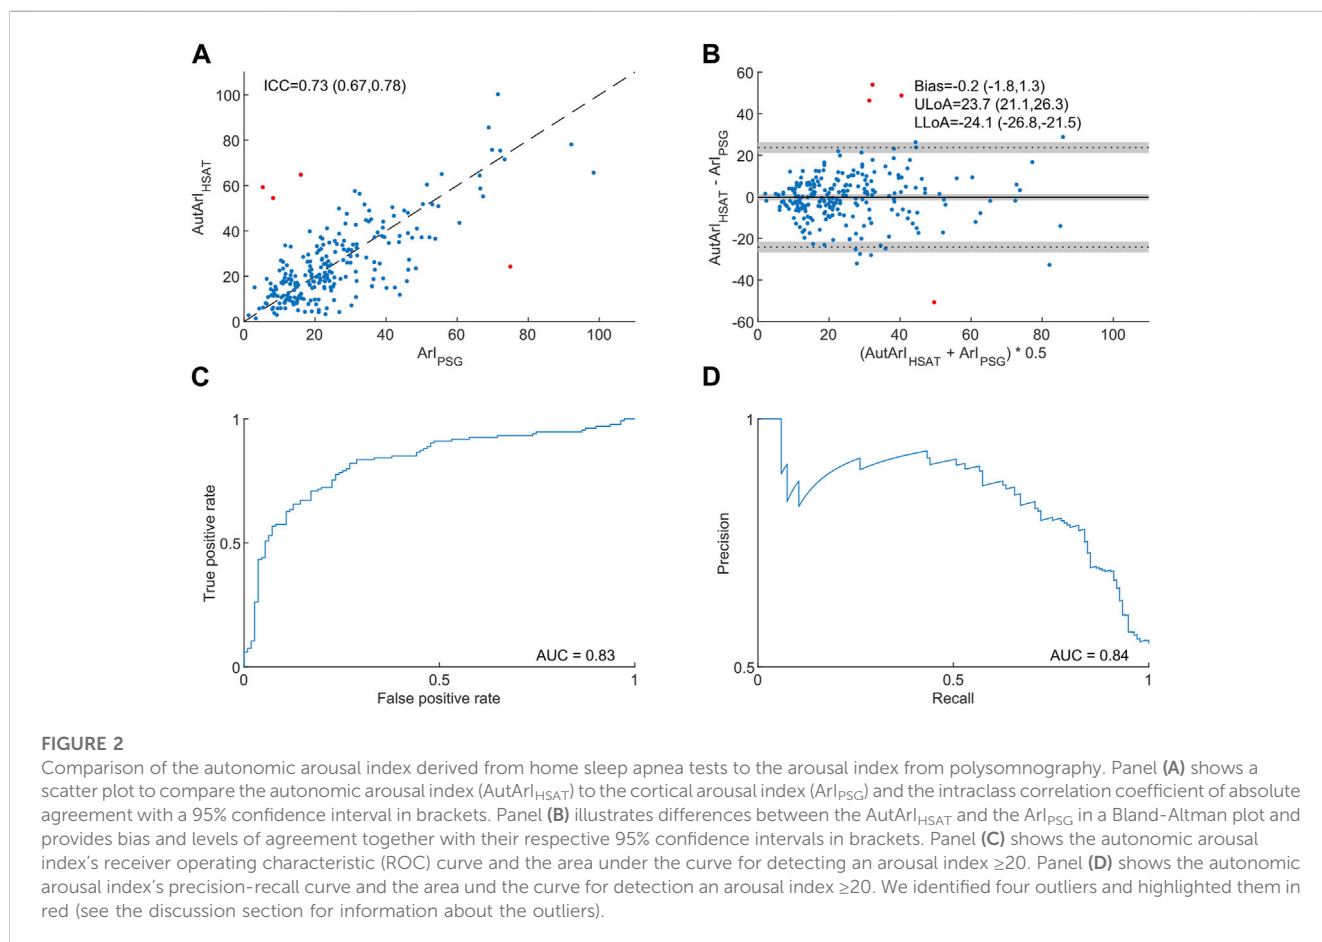 A
ICC=0.73 (0.67,0.78)
AutArI_HSAT
100
80
60
40
20
0
0 20 40 60 80 100
ArI_PSG
B
Bias=-0.2 (-1.8,1.3)
ULoA=23.7 (21.1,26.3)
LLoA=-24.1 (-26.8,-21.5)
AutArI_HSAT - ArI_PSG
60
40
20
0
-20
-40
-60
0 20 40 60 80 100
(AutArI_HSAT + ArI_PSG) * 0.5
C
True positive rate
1
0.5
0
AUC = 0.83
0 0.5 1
False positive rate
D
Precision
1
0.5
AUC = 0.84
0 0.5 1
Recall
FIGURE 2
Comparison of the autonomic arousal index derived from home sleep apnea tests to the arousal index from polysomnography. Panel (A) shows a
scatter plot to compare the autonomic arousal index (AutArI_HSAT) to the cortical arousal index (ArI_PSG) and the intraclass correlation coefficient of absolute
agreement with a 95% confidence interval in brackets. Panel (B) illustrates differences between the AutArI_HSAT and the ArI_PSG in a Bland-Altman plot and
provides bias and levels of agreement together with their respective 95% confidence intervals in brackets. Panel (C) shows the autonomic arousal
index's receiver operating characteristic (ROC) curve and the area under the curve for detecting an arousal index ≥20. Panel (D) shows the autonomic
arousal index's precision-recall curve and the area und the curve for detection an arousal index ≥20. We identified four outliers and highlighted them in
red (see the discussion section for information about the outliers).